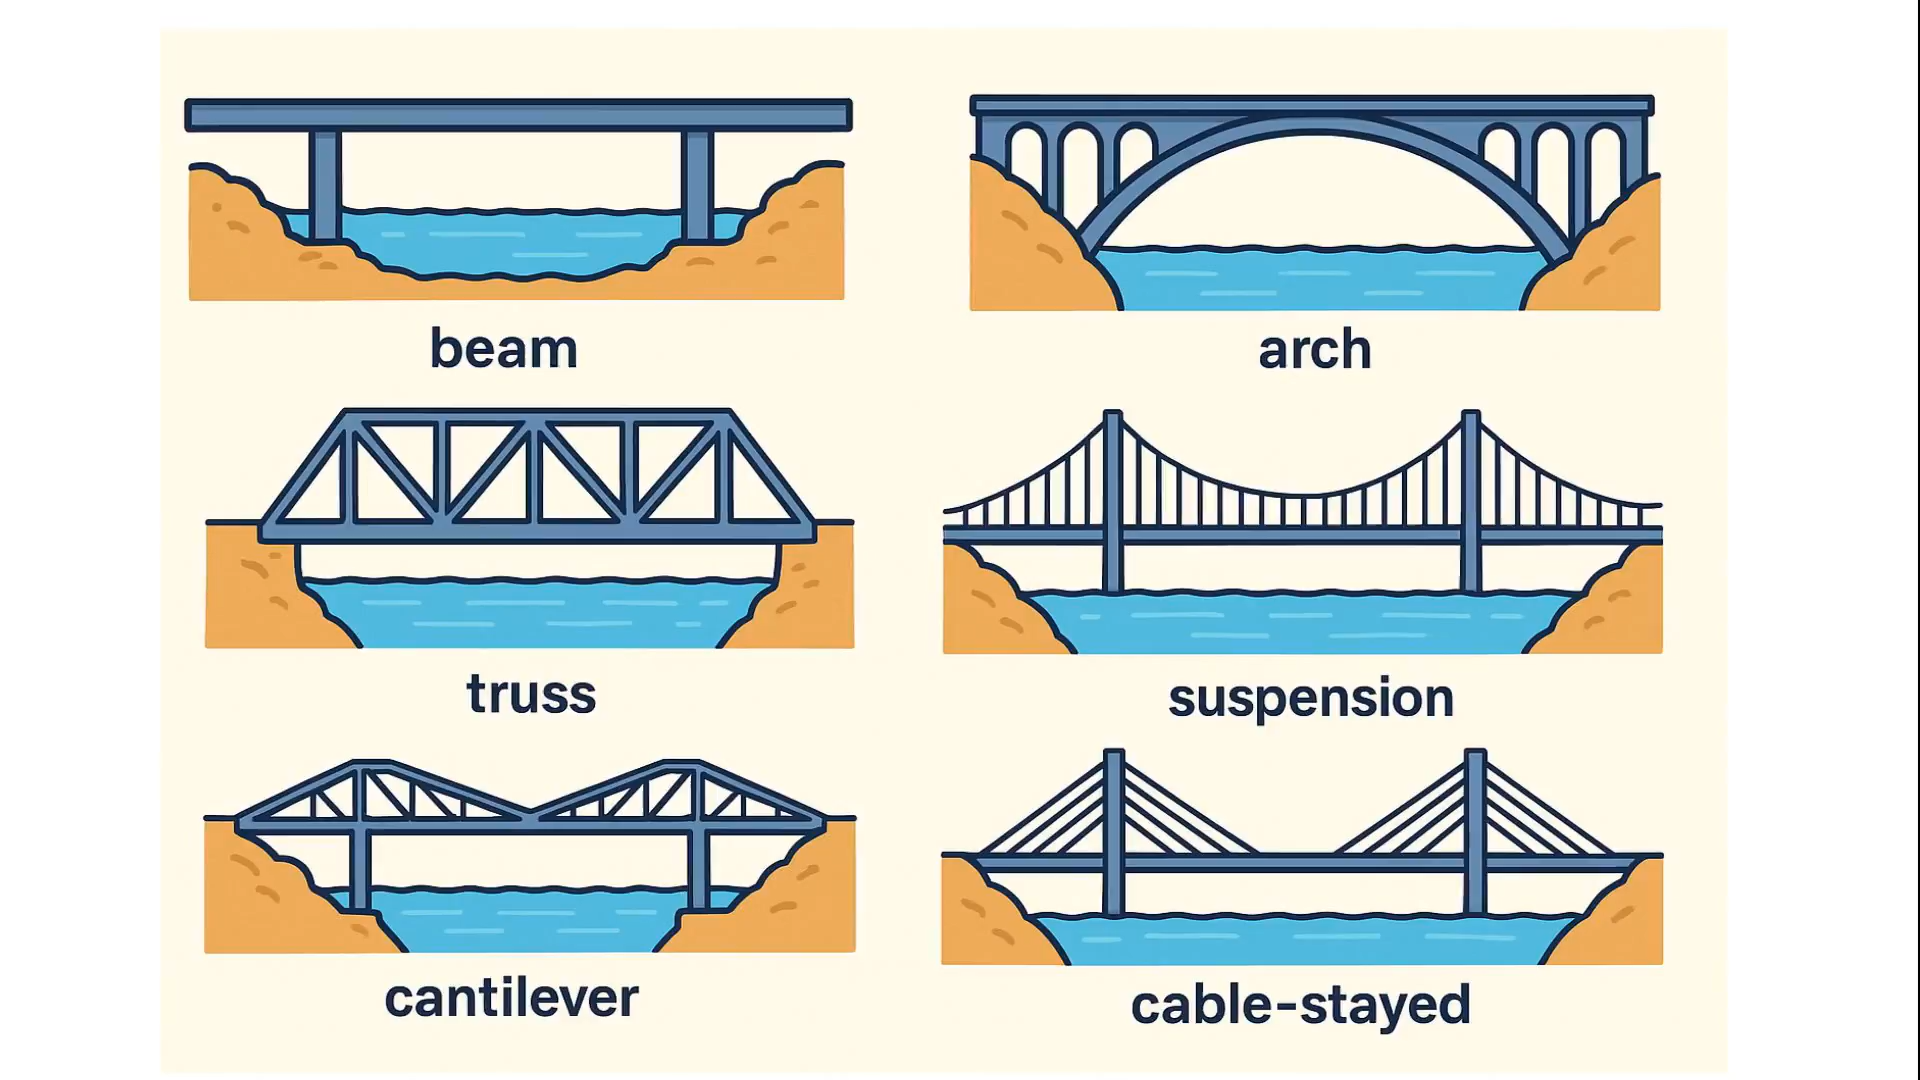 beam
arch
truss
suspension
cantilever
cable-stayed